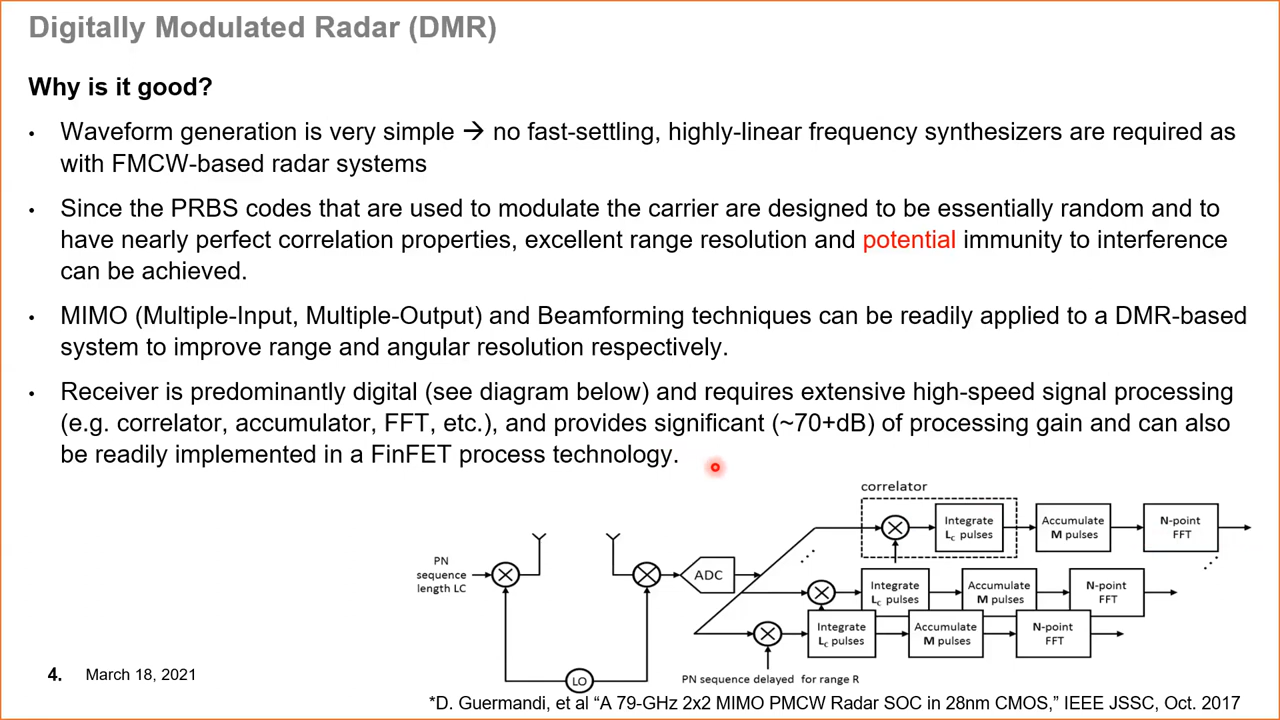 Digitally Modulated Radar (DMR)
Why is it good?
• Waveform generation is very simple → no fast-settling, highly-linear frequency synthesizers are required as
with FMCW-based radar systems
• Since the PRBS codes that are used to modulate the carrier are designed to be essentially random and to
have nearly perfect correlation properties, excellent range resolution and potential immunity to interference
can be achieved.
• MIMO (Multiple-Input, Multiple-Output) and Beamforming techniques can be readily applied to a DMR-based
system to improve range and angular resolution respectively.
• Receiver is predominantly digital (see diagram below) and requires extensive high-speed signal processing
(e.g. correlator, accumulator, FFT, etc.), and provides significant (~70+dB) of processing gain and can also
be readily implemented in a FinFET process technology.
correlator
Integrate
Lc pulses
Accumulate
M pulses
N-point
FFT
PN
sequence
length LC
ADC
Integrate
Lc pulses
Accumulate
M pulses
N-point
FFT
Integrate
Lc pulses
Accumulate
M pulses
N-point
FFT
LO
PN sequence delayed for range R
4. March 18, 2021
*D. Guermandi, et al “A 79-GHz 2x2 MIMO PMCW Radar SOC in 28nm CMOS,” IEEE JSSC, Oct. 2017